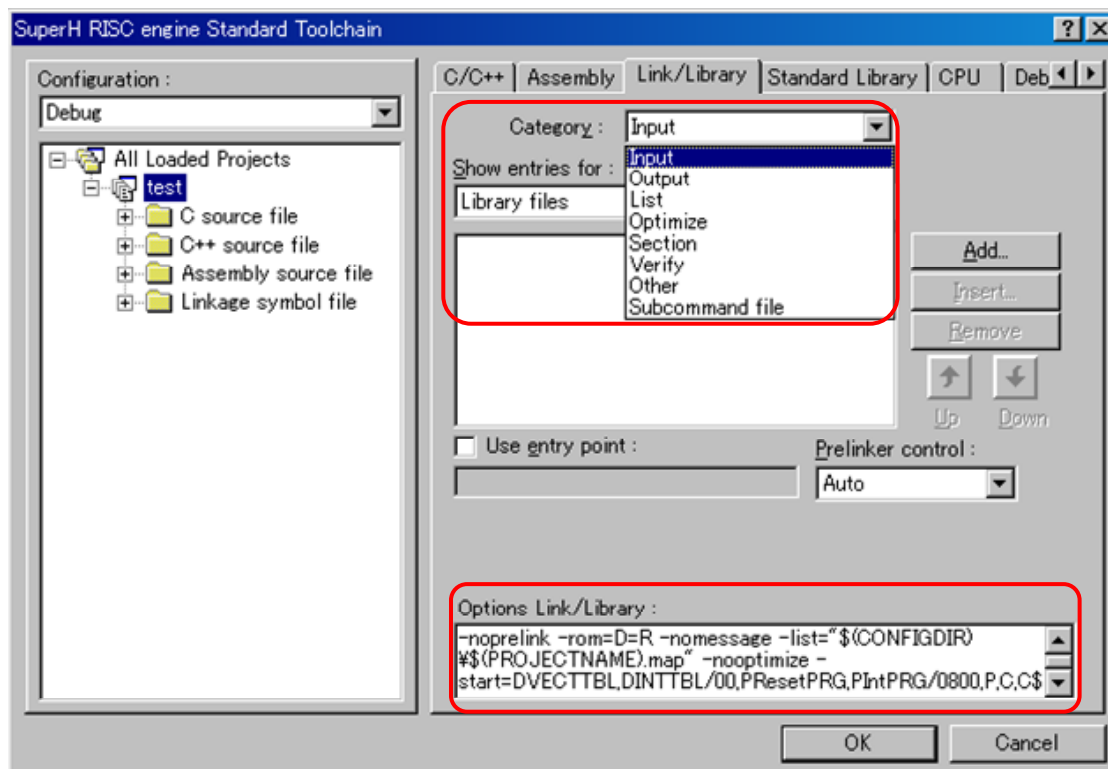 SuperH RISC engine Standard Toolchain
Configuration :
Debug
All Loaded Projects
test
C source file
C++ source file
Assembly source file
Linkage symbol file
C/C++ Assembly Link/Library Standard Library CPU Deb
Category : Input
Input
Output
List
Optimize
Section
Verify
Other
Subcommand file
Show entries for :
Library files
Add...
Insert...
Remove
Up Down
Use entry point :
Prelinker control :
Auto
Options Link/Library :
-noprelink -rom=D=R -nomessage -list="$(CONFIGDIR)
¥$(PROJECTNAME).map" -nooptimize -
start=DVECTTBL,DINTTBL/00,PResetPRG,PIntPRG/0800,P,C,C$
OK Cancel